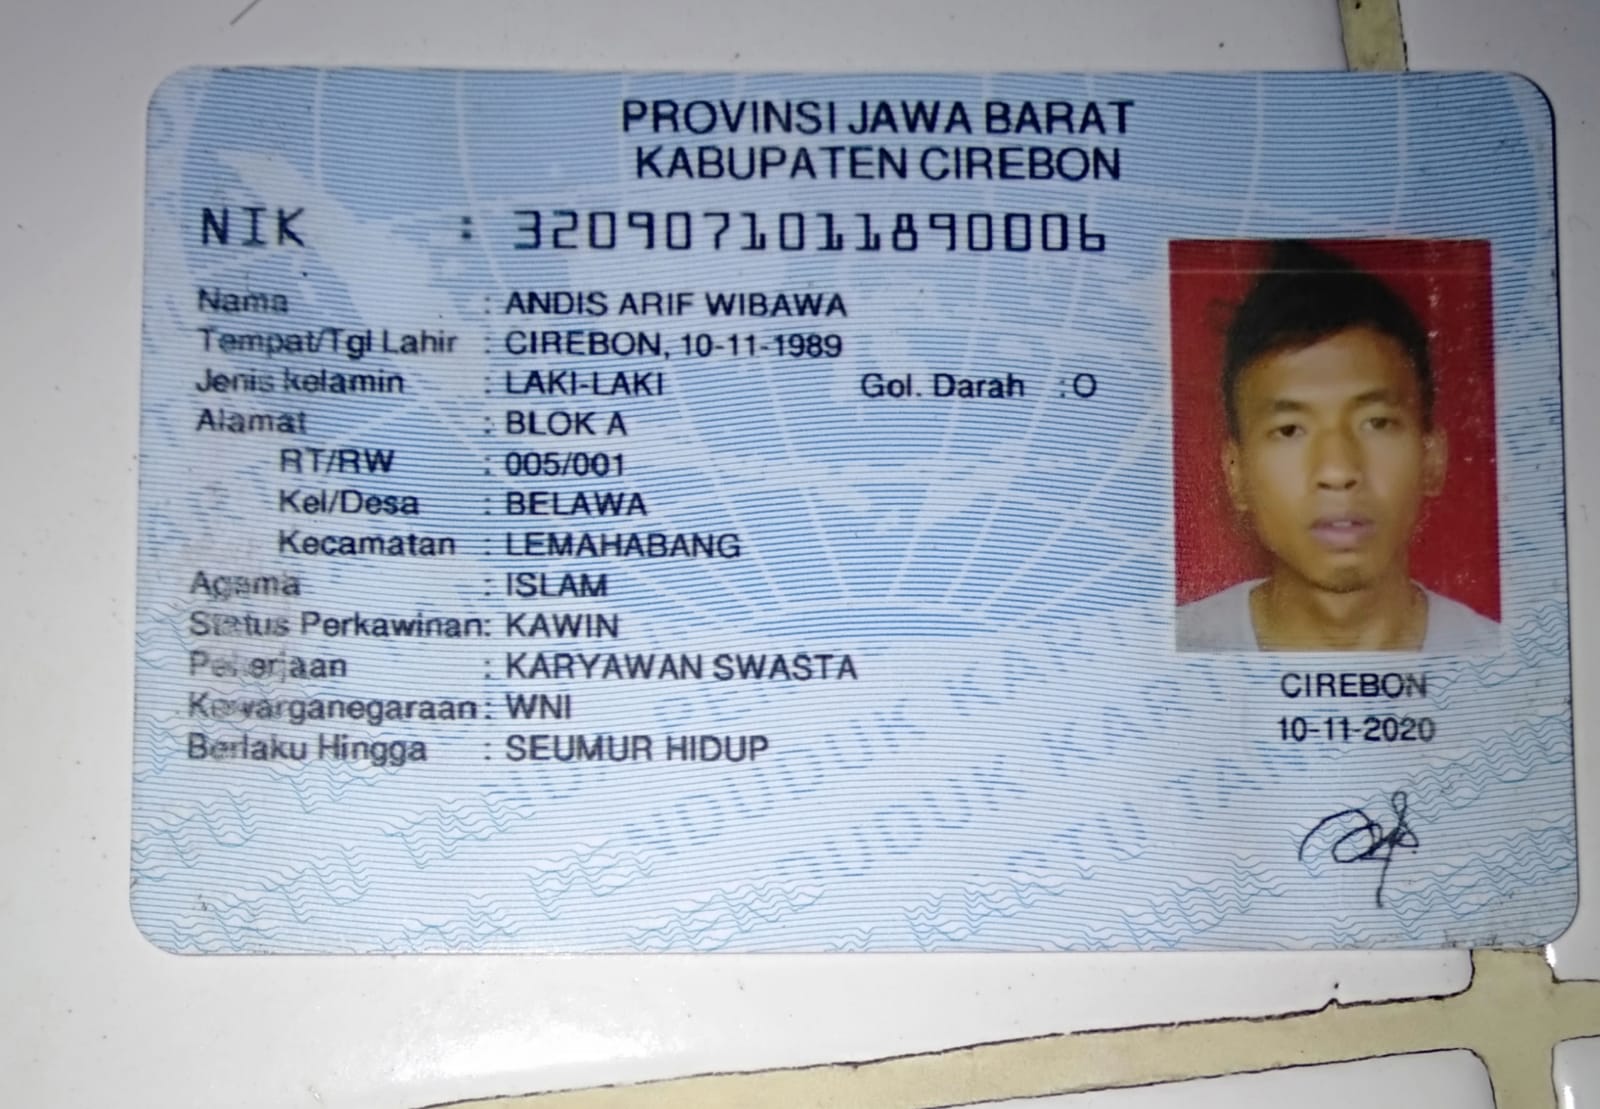 PROVINSI JAWA BARAT
KABUPATEN CIREBON
NIK : 3209071011890006
Nama : ANDIS ARIF WIBAWA
Tempat/Tgl Lahir : CIREBON, 10-11-1989
Jenis kelamin : LAKI-LAKI Gol. Darah : O
Alamat : BLOK A
RT/RW : 005/001
Kel/Desa : BELAWA
Kecamatan : LEMAHABANG
Agama : ISLAM
Status Perkawinan: KAWIN
Pekerjaan : KARYAWAN SWASTA
Kewarganegaraan: WNI
Berlaku Hingga : SEUMUR HIDUP
CIREBON
10-11-2020